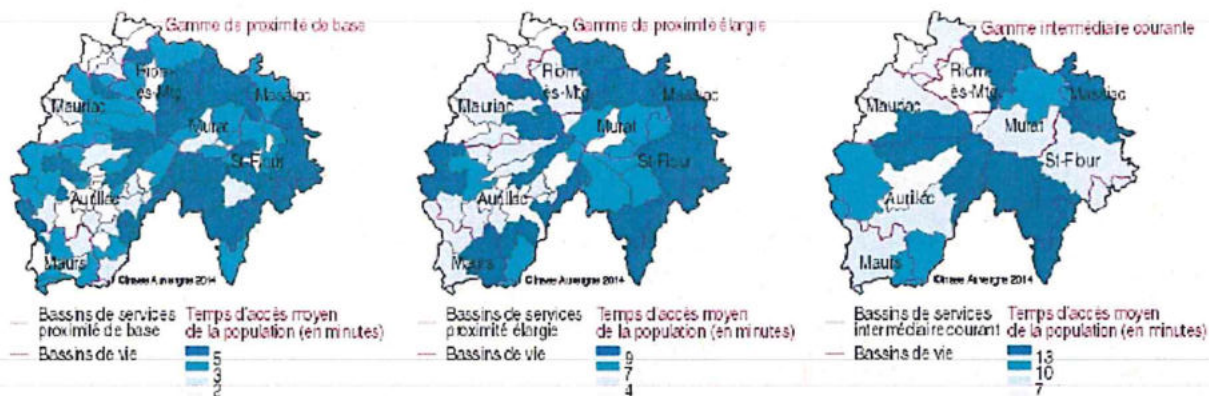 Gamme de proximité de base
Riom-
ès-Mtg.
Mauriac
Massiac
Murat
St-Flour
Aurillac
Maurs
© Insee Auvergne 2014
Bassins de services
proximité de base
Bassins de vie
Temps d'accès moyen
de la population (en minutes)
5
3
2
Gamme de proximité élargie
Riom-
ès-Mtg.
Mauriac
Massiac
Murat
St-Flour
Aurillac
Maurs
© Insee Auvergne 2014
Bassins de services
proximité élargie
Bassins de vie
Temps d'accès moyen
de la population (en minutes)
9
7
4
Gamme intermédiaire courante
Riom-
ès-Mtg.
Mauriac
Massiac
Murat
St-Flour
Aurillac
Maurs
© Insee Auvergne 2014
Bassins de services
intermédiaire courant
Bassins de vie
Temps d'accès moyen
de la population (en minutes)
13
10
7